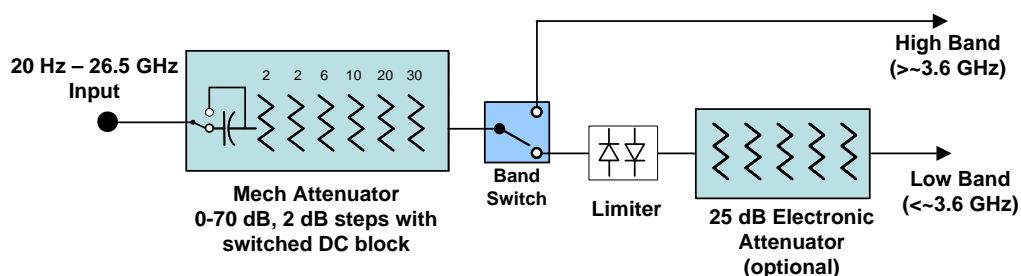 20 Hz – 26.5 GHz
Input
2 2 6 10 20 30
Mech Attenuator
0-70 dB, 2 dB steps with
switched DC block
Band
Switch
Limiter
25 dB Electronic
Attenuator
(optional)
High Band
(>~3.6 GHz)
Low Band
(<~3.6 GHz)